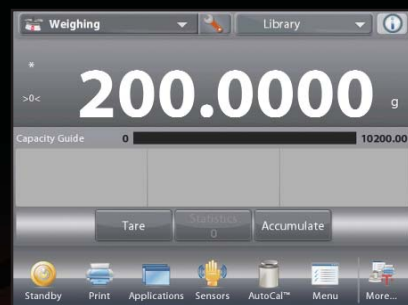 Weighing Library
*
>0< 200.0000 g
Capacity Guide 0 10200.00
Tare Statistics 0 Accumulate
Standby Print Applications Sensors AutoCal™ Menu More...